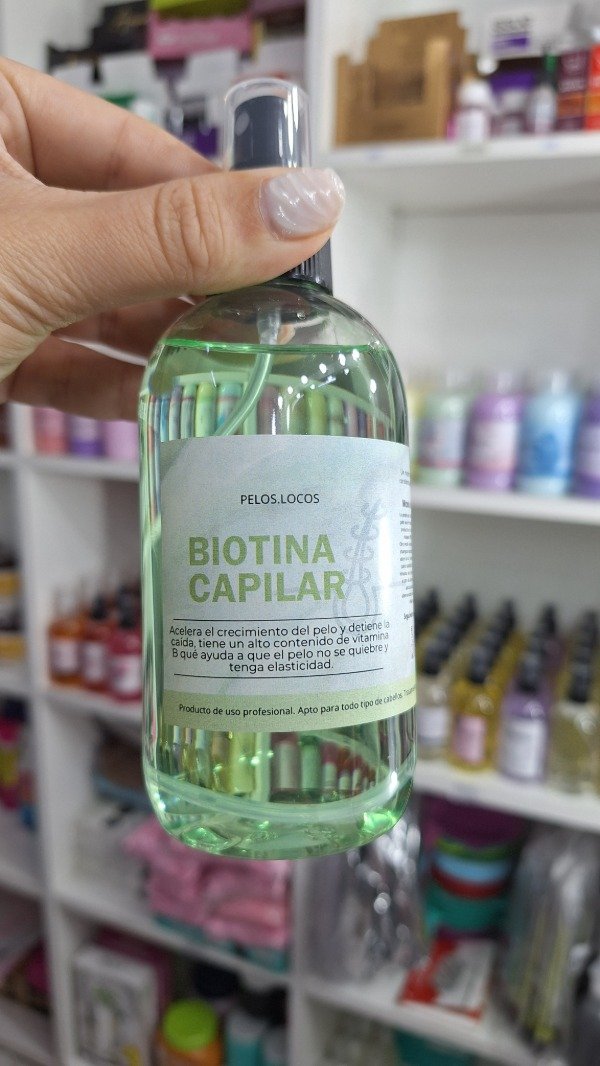 PELOS.LOCOS
BIOTINA
CAPILAR
Acelera el crecimiento del pelo y detiene la
caída, tiene un alto contenido de vitamina
B qué ayuda a que el pelo no se quiebre y
tenga elasticidad.
Producto de uso profesional. Apto para todo tipo de cabellos.